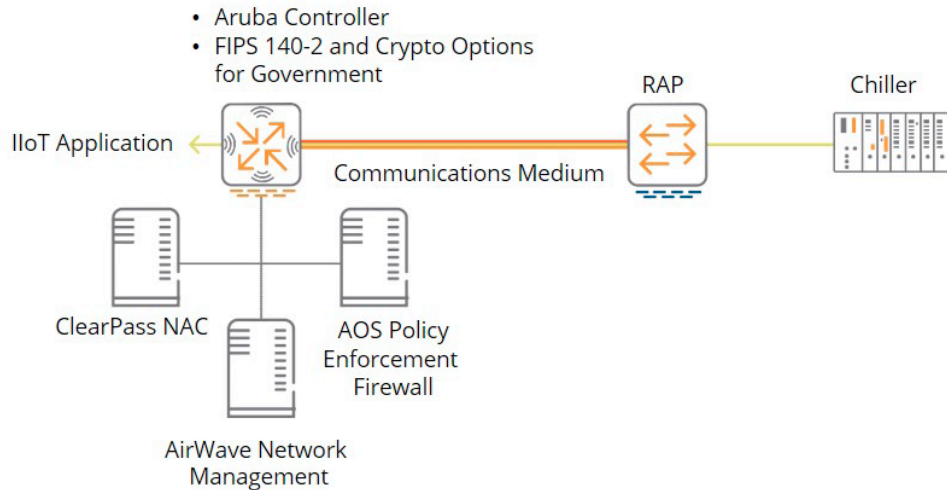 • Aruba Controller
• FIPS 140-2 and Crypto Options
for Government
RAP
Chiller
IIoT Application
Communications Medium
ClearPass NAC
AOS Policy
Enforcement
Firewall
AirWave Network
Management